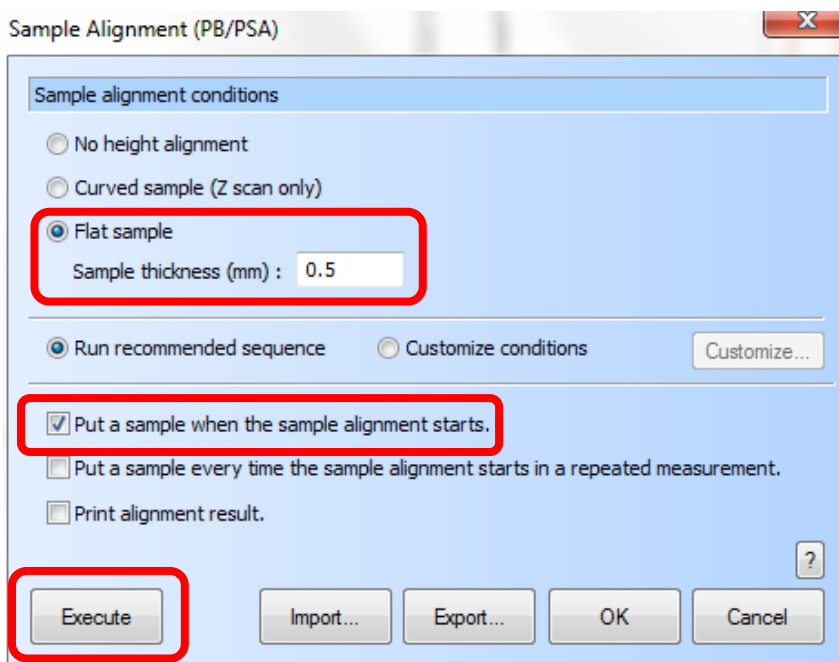 Sample Alignment (PB/PSA)
Sample alignment conditions
No height alignment
Curved sample (Z scan only)
Flat sample
Sample thickness (mm) : 0.5
Run recommended sequence Customize conditions Customize...
Put a sample when the sample alignment starts.
Put a sample every time the sample alignment starts in a repeated measurement.
Print alignment result.
?
Execute Import... Export... OK Cancel